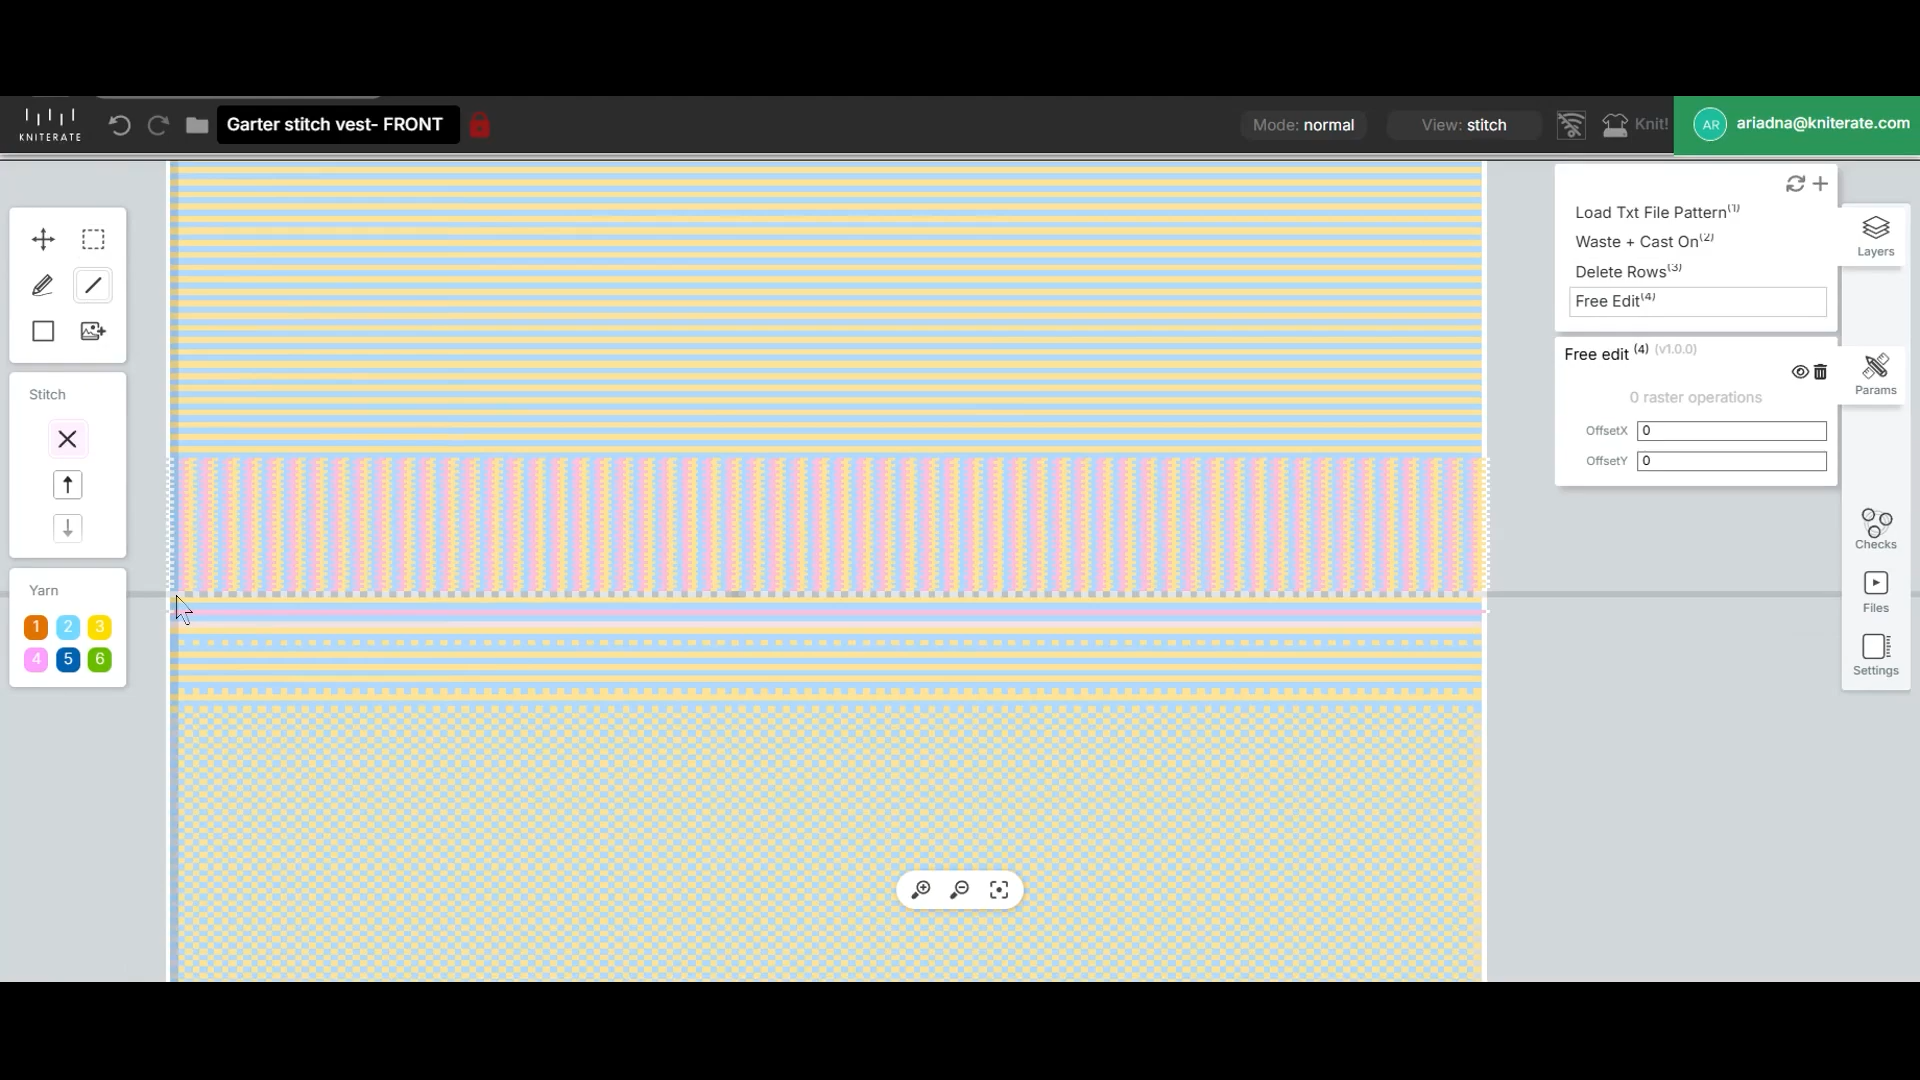 KNITERATE
Garter stitch vest- FRONT
Mode: normal
View: stitch
Knit!
AR
ariadna@kniterate.com
Load Txt File Pattern(1)
Waste + Cast On(2)
Delete Rows(3)
Free Edit(4)
Layers
Free edit (4) (v1.0.0)
0 raster operations
OffsetX 0
OffsetY 0
Params
Checks
Files
Settings
Stitch
Yarn
1 2 3
4 5 6